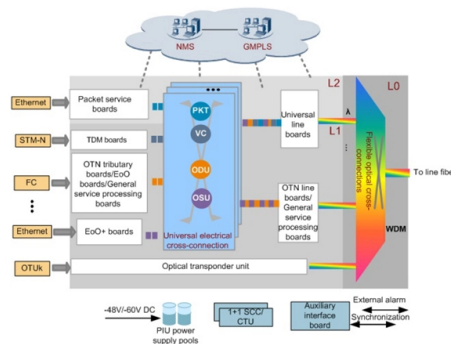 NMS
GMPLS
L2
L0
Ethernet
Packet service
boards
PKT
Universal
line
boards
λ
L1
STM-N
TDM boards
VC
FC
OTN tributary
boards/EoO
boards/General
service processing
boards
ODU
OSU
OTN line
boards/
General
service
processing
boards
Flexible optical cross-
connections
To line fiber
Ethernet
EoO+ boards
Universal electrical
cross-connection
WDM
OTUk
Optical transponder unit
-48V/-60V DC
PIU power
supply pools
1+1 SCC/
CTU
Auxiliary
interface
board
External alarm
Synchronization